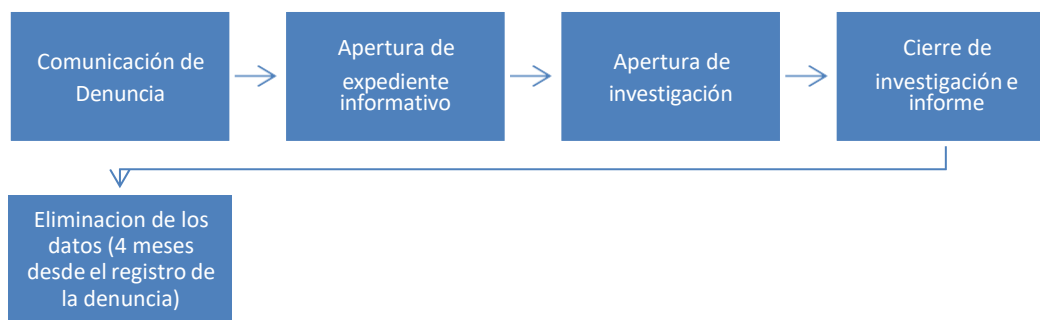 Comunicación de
Denuncia
Apertura de
expediente
informativo
Apertura de
investigación
Cierre de
investigación e
informe
Eliminacion de los
datos (4 meses
desde el registro de
la denuncia)